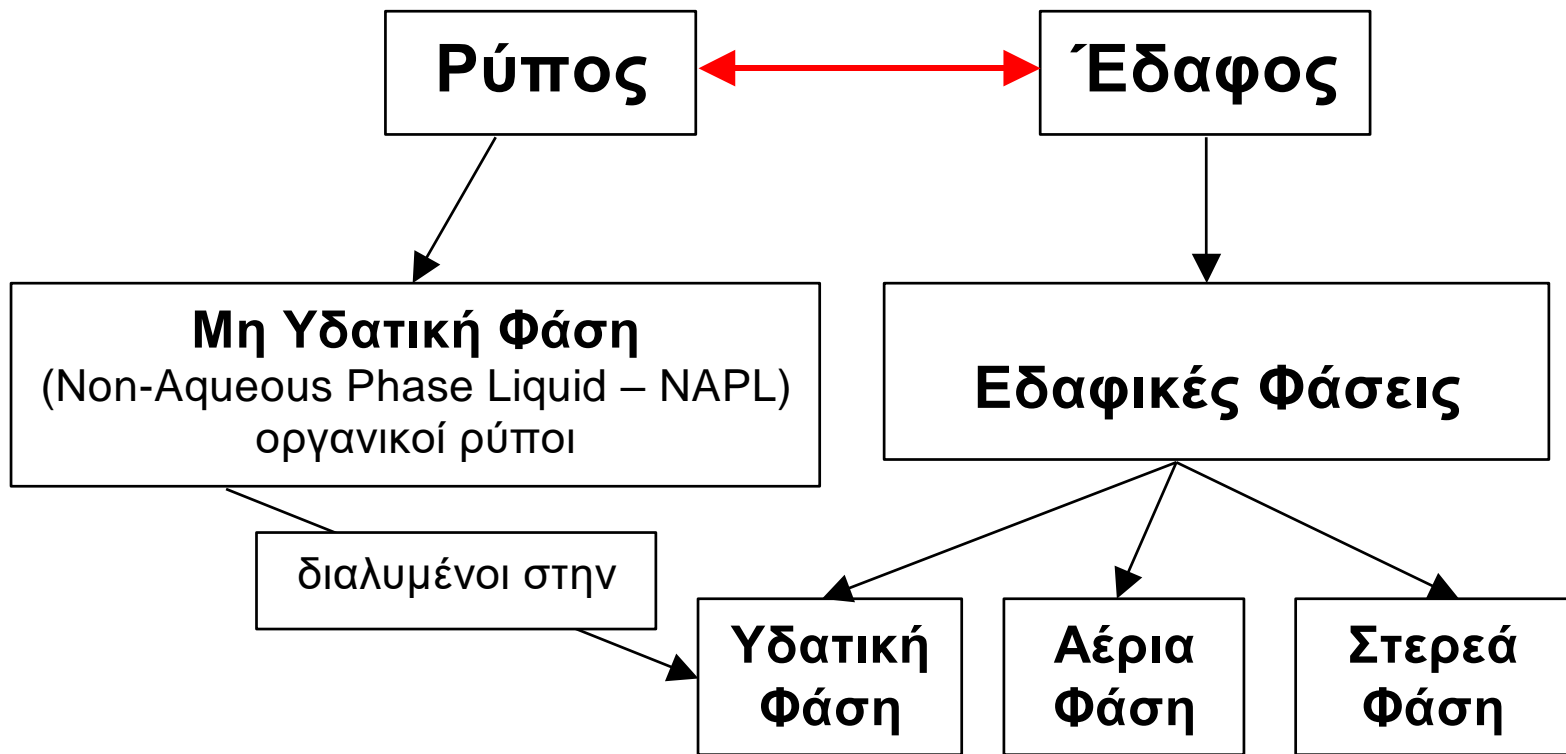 Ρύπος
Έδαφος
Μη Υδατική Φάση
(Non-Aqueous Phase Liquid – NAPL)
οργανικοί ρύποι
Εδαφικές Φάσεις
διαλυμένοι στην
Υδατική
Φάση
Αέρια
Φάση
Στερεά
Φάση